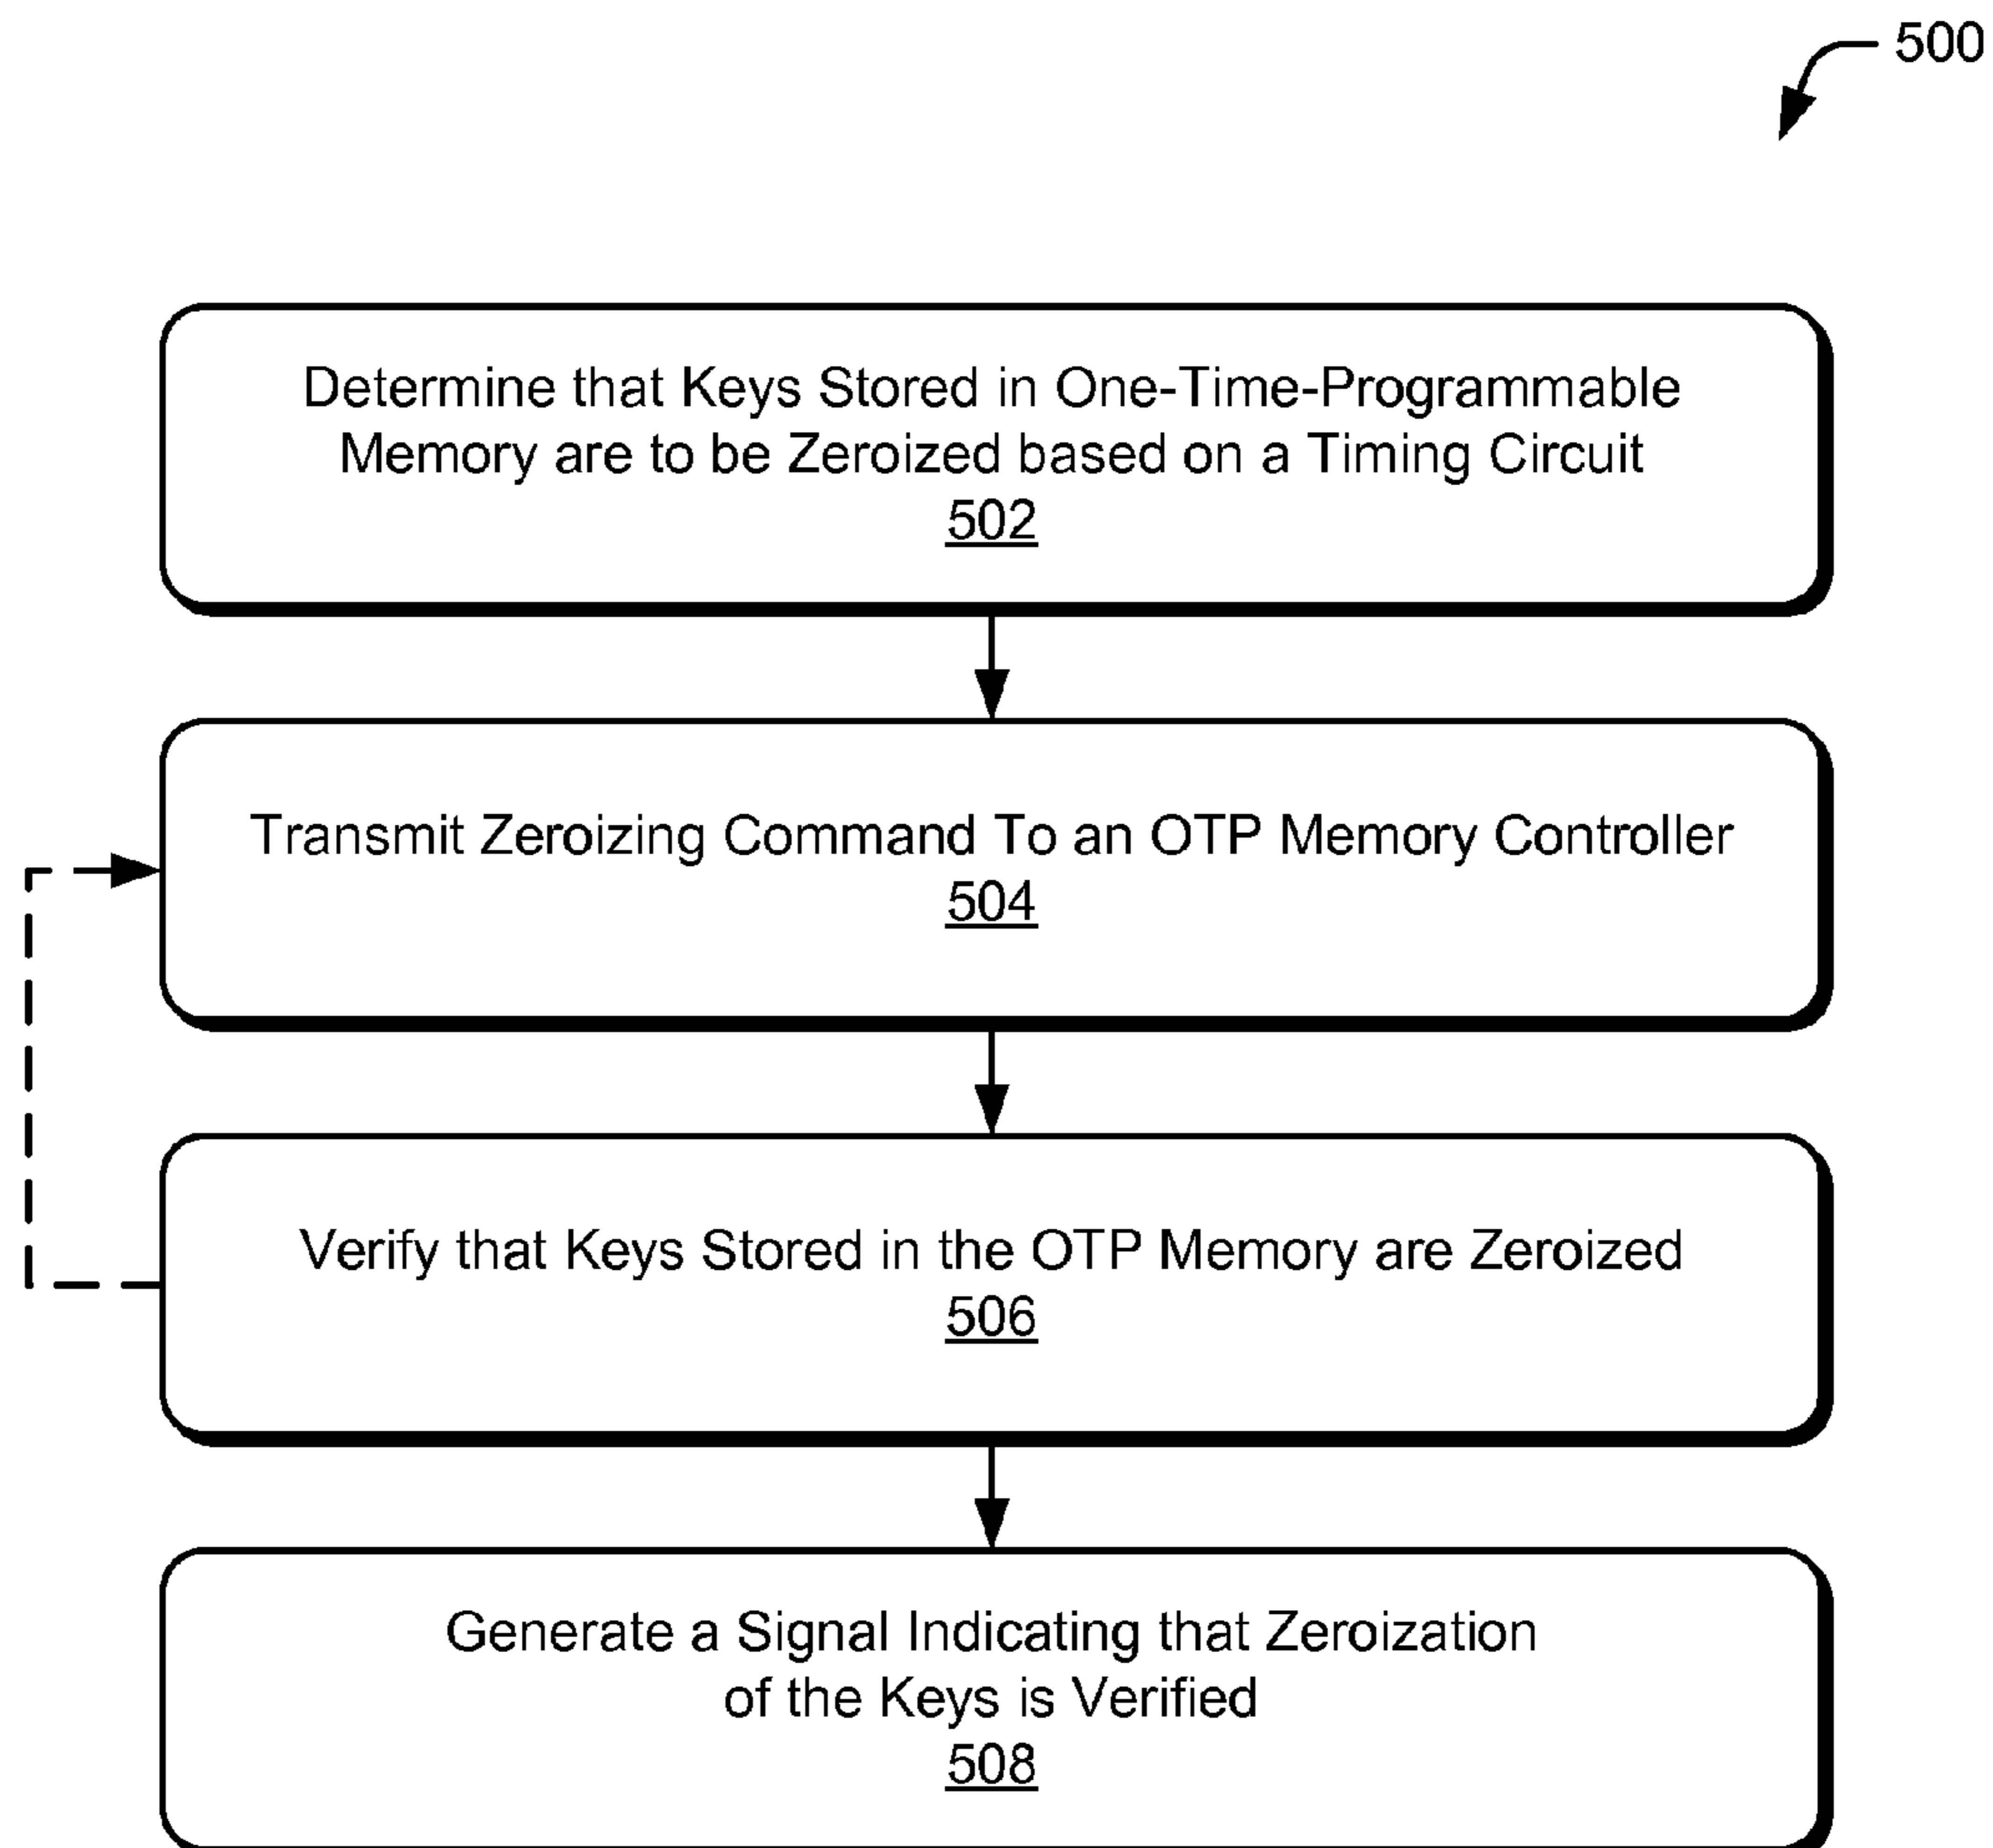 500
Determine that Keys Stored in One-Time-Programmable
Memory are to be Zeroized based on a Timing Circuit
502
Transmit Zeroizing Command To an OTP Memory Controller
504
Verify that Keys Stored in the OTP Memory are Zeroized
506
Generate a Signal Indicating that Zeroization
of the Keys is Verified
508